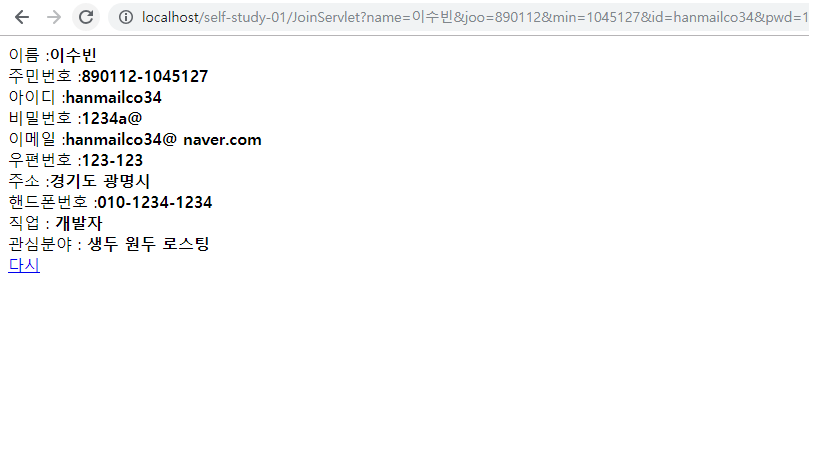 localhost/self-study-01/JoinServlet?name=이수빈&joo=890112&min=1045127&id=hanmailco34&pwd=1
이름 :이수빈
주민번호 :890112-1045127
아이디 :hanmailco34
비밀번호 :1234a@
이메일 :hanmailco34@ naver.com
우편번호 :123-123
주소 :경기도 광명시
핸드폰번호 :010-1234-1234
직업 : 개발자
관심분야 : 생두 원두 로스팅
다시